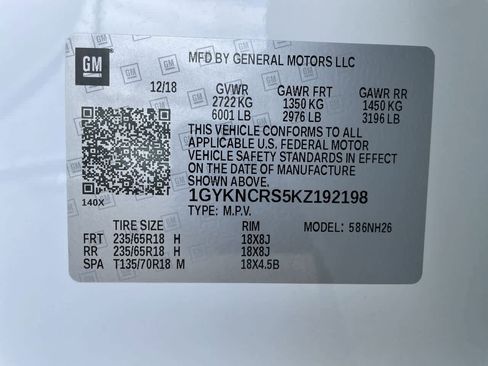 GM
MFD BY GENERAL MOTORS LLC
12/18 GVWR GAWR FRT GAWR RR
2722 KG 1350 KG 1450 KG
6001 LB 2976 LB 3196 LB
THIS VEHICLE CONFORMS TO ALL
APPLICABLE U.S. FEDERAL MOTOR
VEHICLE SAFETY STANDARDS IN EFFECT
ON THE DATE OF MANUFACTURE
SHOWN ABOVE.
140X 1GYKNCRS5KZ192198
TYPE: M.P.V.
TIRE SIZE RIM MODEL: 586NH26
FRT 235/65R18 H 18X8J
RR 235/65R18 H 18X8J
SPA T135/70R18 M 18X4.5B